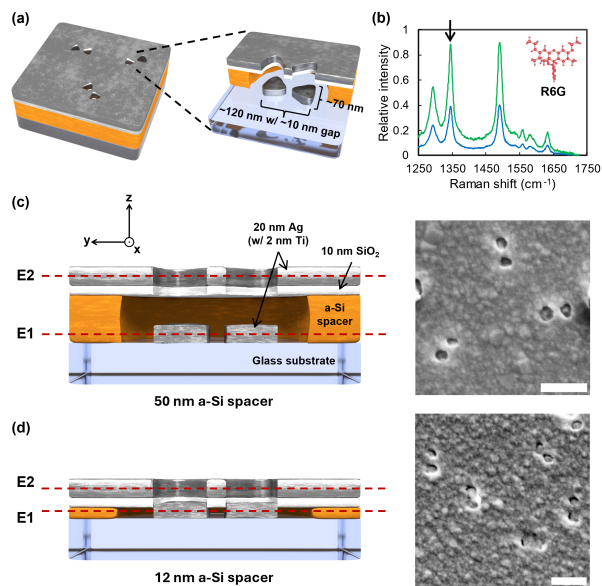 (a)
~70 nm
~120 nm w/ ~10 nm gap
(b)
Relative intensity
1
0.8
0.6
0.4
0.2
0
1250 1350 1450 1550 1650 1750
Raman shift (cm⁻¹)
R6G
(c)
z
y
x
20 nm Ag
(w/ 2 nm Ti)
10 nm SiO₂
E2
a-Si
spacer
E1
Glass substrate
50 nm a-Si spacer
(d)
E2
E1
12 nm a-Si spacer